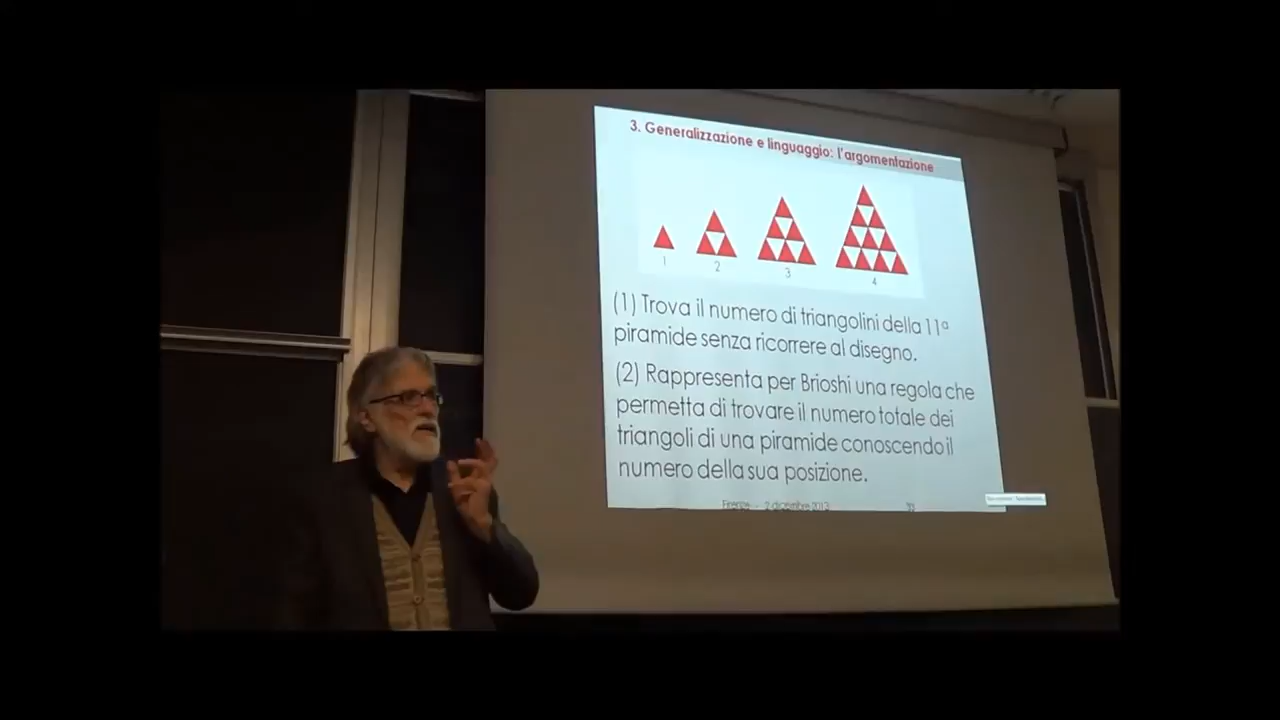 3. Generalizzazione e linguaggio: l'argomentazione
1 2 3 4
(1) Trova il numero di triangolini della 11ª
piramide senza ricorrere al disegno.
(2) Rappresenta per Brioshi una regola che
permetta di trovare il numero totale dei
triangoli di una piramide conoscendo il
numero della sua posizione.
Firenze - 2 dicembre 2013